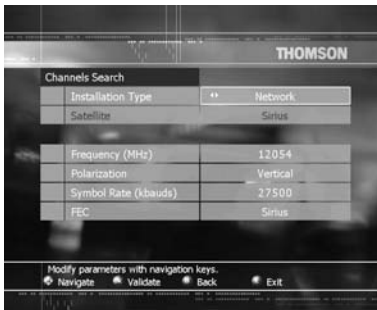 THOMSON
Channels Search
Installation Type Network
Satellite Sirius
Frequency (MHz) 12054
Polarization Vertical
Symbol Rate (kbauds) 27500
FEC Sirius
Modify parameters with navigation keys.
Navigate Validate Back Exit